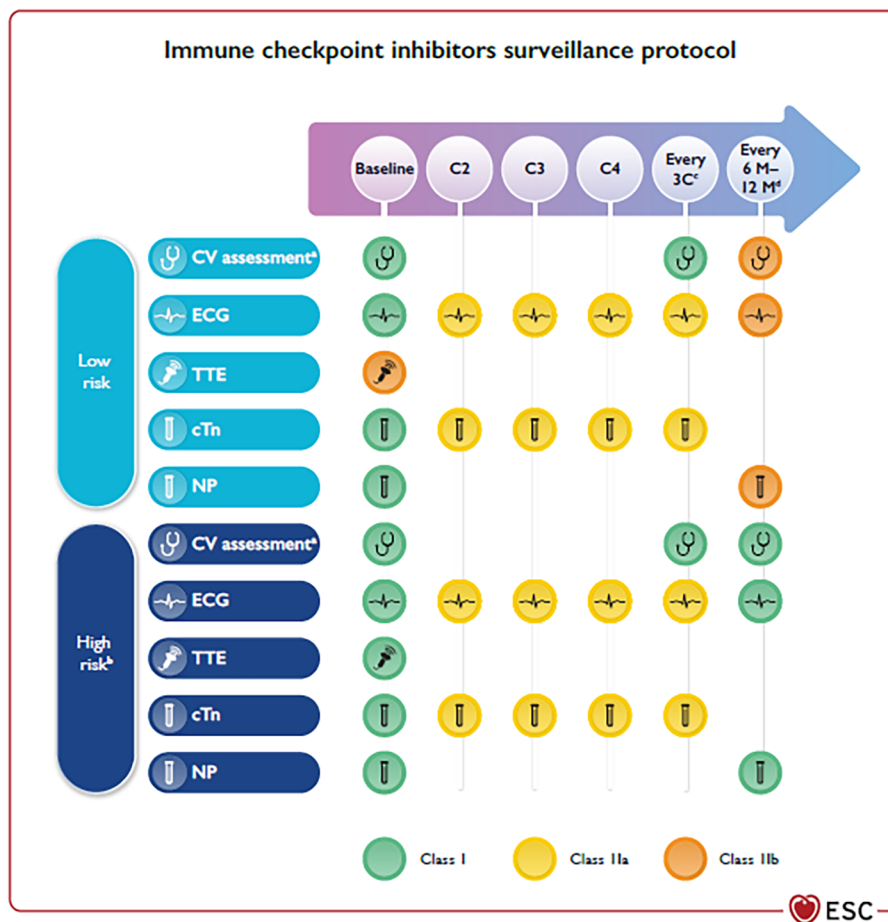 Immune checkpoint inhibitors surveillance protocol
Baseline
C2
C3
C4
Every
3Cᶜ
Every
6 M–
12 Mᵈ
Low
risk
CV assessmentᵃ
ECG
TTE
cTn
NP
High
riskᵇ
CV assessmentᵃ
ECG
TTE
cTn
NP
Class I
Class IIa
Class IIb
ESC